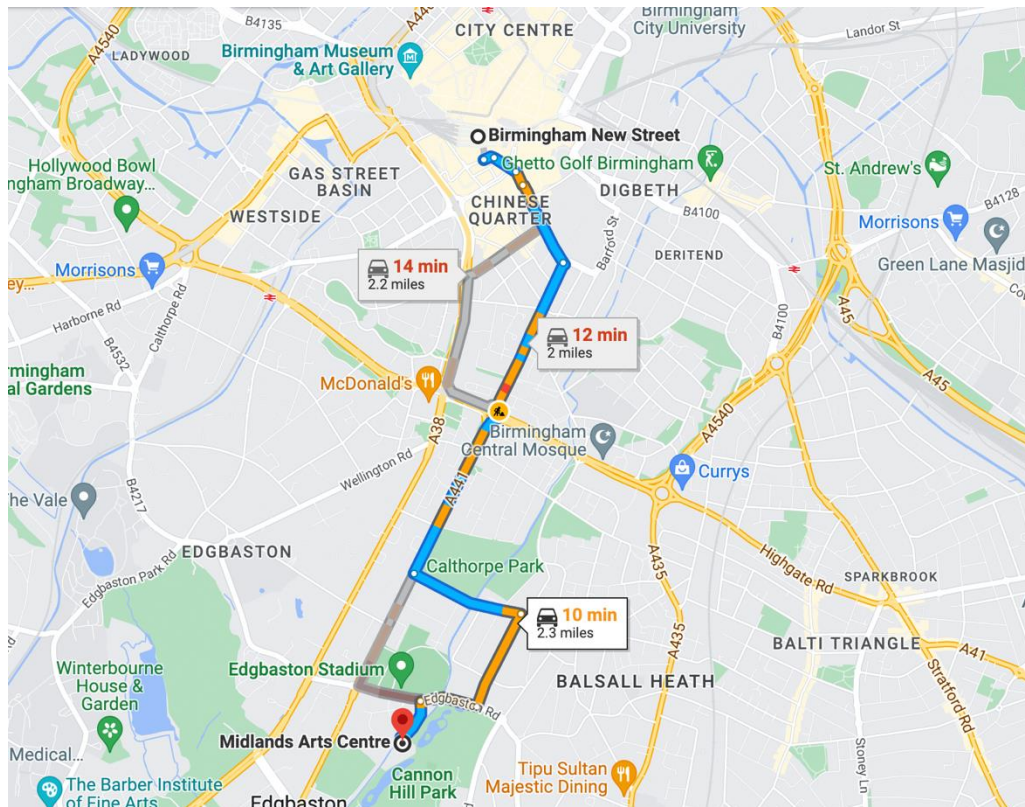 A4540
B4135
A4400
CITY CENTRE
Birmingham
City University
Landor St
LADYWOOD
Birmingham Museum
& Art Gallery
Birmingham New Street
Hollywood Bowl
ngham Broadway...
GAS STREET
BASIN
Ghetto Golf Birmingham
St. Andrew's
DIGBETH
CHINESE
QUARTER
WESTSIDE
B4100
B4128
Morrisons
Barford St
DERITEND
Green Lane Masjid
Morrisons
14 min
2.2 miles
Harborne Rd
Calthorpe Rd
B4100
A45
12 min
2 miles
B4532
rmingham
al Gardens
McDonald's
A45
A38
A4540
Birmingham
Central Mosque
Wellington Rd
Currys
The Vale
B4217
A441
EDGBASTON
Highgate Rd
A435
Calthorpe Park
Edgbaston Park Rd
SPARKBROOK
10 min
2.3 miles
A435
BALTI TRIANGLE
A41
Winterbourne
House &
Garden
Edgbaston Stadium
BALSALL HEATH
Edgbaston Rd
Stratford Rd
Midlands Arts Centre
Medical...
Stoney Ln
Cannon
Hill Park
Tipu Sultan
Majestic Dining
The Barber Institute
of Fine Arts
Edgbaston